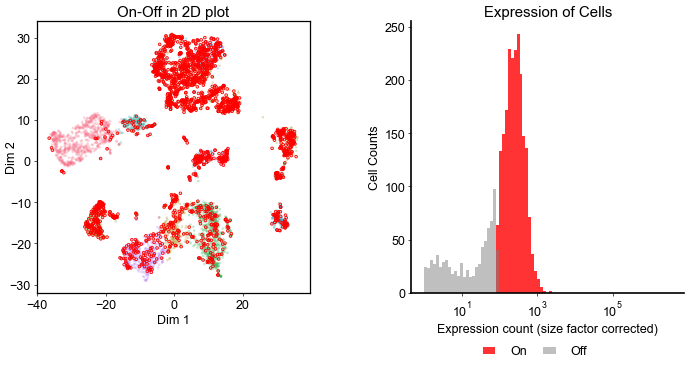 On-Off in 2D plot
Expression of Cells
Dim 2
30
20
10
0
−10
−20
−30
−40
−20
0
20
Dim 1
Cell Counts
250
200
150
100
50
0
10^1
10^3
10^5
Expression count (size factor corrected)
On
Off